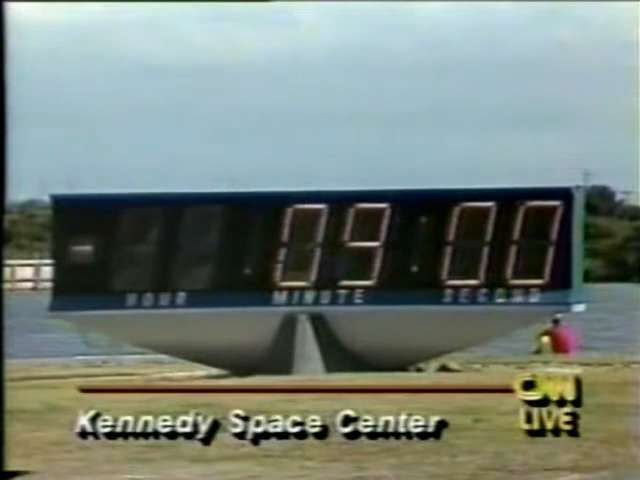 09:00
HOUR MINUTE SECOND
Kennedy Space Center
CNN
LIVE